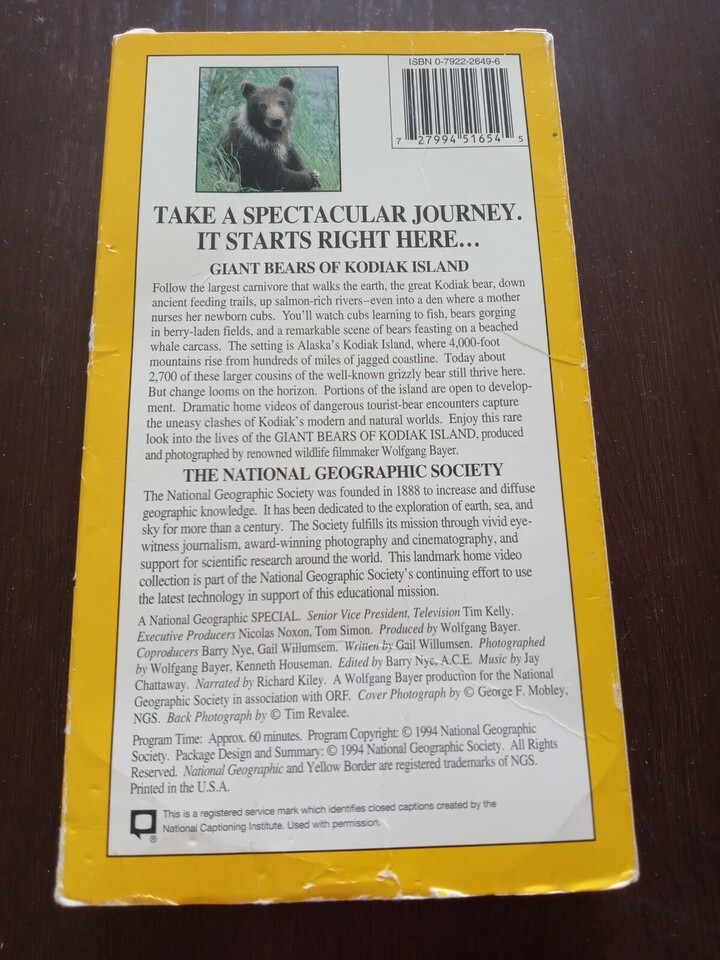 ISBN 0-7922-2649-6
7 27994 51654 5
TAKE A SPECTACULAR JOURNEY.
IT STARTS RIGHT HERE...
GIANT BEARS OF KODIAK ISLAND
Follow the largest carnivore that walks the earth, the great Kodiak bear, down
ancient feeding trails, up salmon-rich rivers–even into a den where a mother
nurses her newborn cubs. You'll watch cubs learning to fish, bears gorging
in berry-laden fields, and a remarkable scene of bears feasting on a beached
whale carcass. The setting is Alaska's Kodiak Island, where 4,000-foot
mountains rise from hundreds of miles of jagged coastline. Today about
2,700 of these larger cousins of the well-known grizzly bear still thrive here.
But change looms on the horizon. Portions of the island are open to develop-
ment. Dramatic home videos of dangerous tourist-bear encounters capture
the uneasy clashes of Kodiak's modern and natural worlds. Enjoy this rare
look into the lives of the GIANT BEARS OF KODIAK ISLAND, produced
and photographed by renowned wildlife filmmaker Wolfgang Bayer.
THE NATIONAL GEOGRAPHIC SOCIETY
The National Geographic Society was founded in 1888 to increase and diffuse
geographic knowledge. It has been dedicated to the exploration of earth, sea, and
sky for more than a century. The Society fulfills its mission through vivid eye-
witness journalism, award-winning photography and cinematography, and
support for scientific research around the world. This landmark home video
collection is part of the National Geographic Society's continuing effort to use
the latest technology in support of this educational mission.
A National Geographic SPECIAL. Senior Vice President, Television Tim Kelly.
Executive Producers Nicolas Noxon, Tom Simon. Produced by Wolfgang Bayer.
Coproducers Barry Nye, Gail Willumsem. Written by Gail Willumsen. Photographed
by Wolfgang Bayer, Kenneth Houseman. Edited by Barry Nye, A.C.E. Music by Jay
Chattaway. Narrated by Richard Kiley. A Wolfgang Bayer production for the National
Geographic Society in association with ORF. Cover Photograph by © George F. Mobley,
NGS. Back Photograph by © Tim Revalee.
Program Time: Approx. 60 minutes. Program Copyright: © 1994 National Geographic
Society. Package Design and Summary: © 1994 National Geographic Society. All Rights
Reserved. National Geographic and Yellow Border are registered trademarks of NGS.
Printed in the U.S.A.
This is a registered service mark which identifies closed captions created by the
® National Captioning Institute. Used with permission.